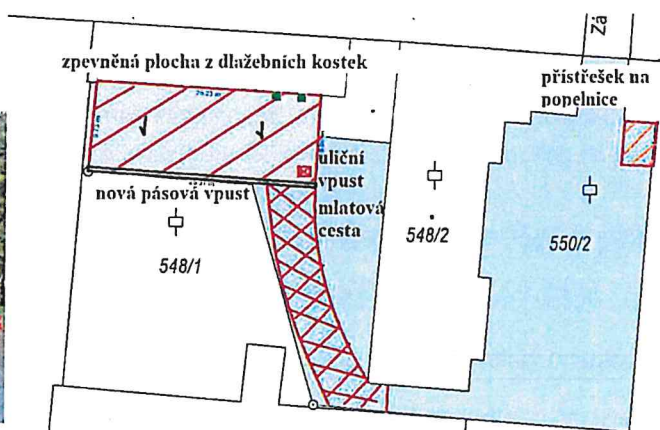 Zá
zpevněná plocha z dlažebních kostek
přístřešek na
popelnice
uliční
vpust
nová pásová vpust
mlatová
cesta
548/1
548/2
550/2